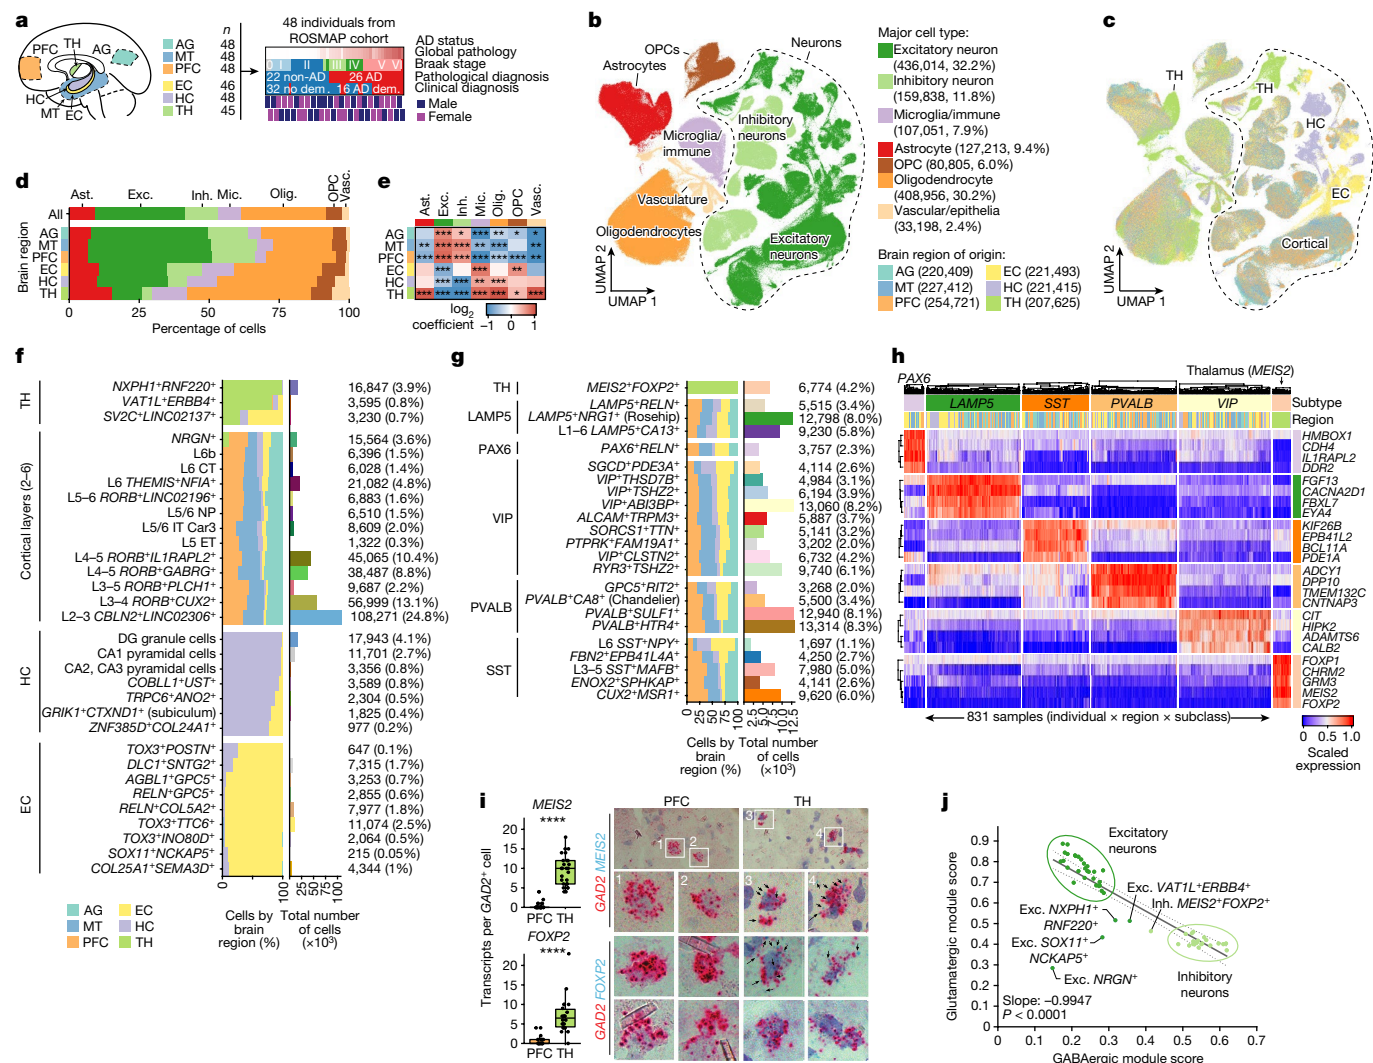 a
PFC
TH
AG
HC
MT
EC
AG
MT
PFC
EC
HC
TH
n
48
48
48
46
48
45
48 individuals from
ROSMAP cohort
AD status
Global pathology
Braak stage
Pathological diagnosis
Clinical diagnosis
0 I II III IV V VI
22 non-AD 26 AD
32 no dem. 16 AD dem.
Male
Female
b
OPCs
Astrocytes
Neurons
Inhibitory
neurons
Microglia/
immune
Vasculature
Oligodendrocytes
Excitatory
neurons
UMAP 2
UMAP 1
Major cell type:
Excitatory neuron
(436,014, 32.2%)
Inhibitory neuron
(159,838, 11.8%)
Microglia/immune
(107,051, 7.9%)
Astrocyte (127,213, 9.4%)
OPC (80,805, 6.0%)
Oligodendrocyte
(408,956, 30.2%)
Vascular/epithelia
(33,198, 2.4%)
Brain region of origin:
AG (220,409) EC (221,493)
MT (227,412) HC (221,415)
PFC (254,721) TH (207,625)
c
TH
TH
HC
EC
Cortical
UMAP 2
UMAP 1
d
Ast. Exc. Inh. Mic. Olig. OPC Vasc.
All
AG
MT
PFC
EC
HC
TH
Brain region
0 25 50 75 100
Percentage of cells
e
Ast. Exc. Inh. Mic. Olig. OPC Vasc.
AG
MT
PFC
EC
HC
TH
log2
coefficient
−1 0 1
f
TH
NXPH1+RNF220+ 16,847 (3.9%)
VAT1L+ERBB4+ 3,595 (0.8%)
SV2C+LINC02137+ 3,230 (0.7%)
Cortical layers (2–6)
NRGN+ 15,564 (3.6%)
L6b 6,396 (1.5%)
L6 CT 6,028 (1.4%)
L6 THEMIS+NFIA+ 21,082 (4.8%)
L5–6 RORB+LINC02196+ 6,883 (1.6%)
L5/6 NP 6,510 (1.5%)
L5/6 IT Car3 8,609 (2.0%)
L5 ET 1,322 (0.3%)
L4–5 RORB+IL1RAPL2+ 45,065 (10.4%)
L4–5 RORB+GABRG1+ 38,487 (8.8%)
L3–5 RORB+PLCH1+ 9,687 (2.2%)
L3–4 RORB+CUX2+ 56,999 (13.1%)
L2–3 CBLN2+LINC02306+ 108,271 (24.8%)
HC
DG granule cells 17,943 (4.1%)
CA1 pyramidal cells 11,701 (2.7%)
CA2, CA3 pyramidal cells 3,356 (0.8%)
COBLL1+UST+ 3,589 (0.8%)
TRPC6+ANO2+ 2,304 (0.5%)
GRIK1+CTXND1+ (subiculum) 1,825 (0.4%)
ZNF385D+COL24A1+ 977 (0.2%)
EC
TOX3+POSTN+ 647 (0.1%)
DLC1+SNTG2+ 7,315 (1.7%)
AGBL1+GPC5+ 3,253 (0.7%)
RELN+GPC5+ 2,855 (0.6%)
RELN+COL5A2+ 7,977 (1.8%)
TOX3+TTC6+ 11,074 (2.5%)
TOX3+INO80D+ 2,064 (0.5%)
SOX11+NCKAP5+ 215 (0.05%)
COL25A1+SEMA3D+ 4,344 (1%)
0 100
25 50 100
Cells by
brain
region (%)
Total number
of cells
(×10³)
AG
MT
PFC
EC
HC
TH
g
TH
MEIS2+FOXP2+ 6,774 (4.2%)
LAMP5
LAMP5+RELN+ 5,515 (3.4%)
LAMP5+NRG1+ (Rosehip) 12,798 (8.0%)
L1–6 LAMP5+CA13+ 9,230 (5.8%)
PAX6
PAX6+RELN+ 3,757 (2.3%)
VIP
SGCD+PDE3A+ 4,114 (2.6%)
VIP+THSD7B+ 4,984 (3.1%)
VIP+TSHZ2+ 6,194 (3.9%)
VIP+ABI3BP+ 13,060 (8.2%)
ALCAM+TRPM3+ 5,887 (3.7%)
SORCS1+TTN+ 5,141 (3.2%)
PTPRK+FAM19A1+ 3,202 (2.0%)
VIP+CLSTN2+ 6,732 (4.2%)
RYR3+TSHZ2+ 9,740 (6.1%)
PVALB
GPC5+RIT2+ 3,268 (2.0%)
PVALB+CA8+ (Chandelier) 5,500 (3.4%)
PVALB+SULF1+ 12,940 (8.1%)
PVALB+HTR4+ 13,314 (8.3%)
SST
L6 SST+NPY+ 1,697 (1.1%)
FBN2+EPB41L4A+ 4,250 (2.7%)
L3–5 SST+MAFB+ 7,980 (5.0%)
ENOX2+SPHKAP+ 4,141 (2.6%)
CUX2+MSR1+ 9,620 (6.0%)
0 25 50 75 100
2.5 5.0 7.5 10.0 12.5
Cells by
brain
region (%)
Total number
of cells
(×10³)
h
PAX6
Thalamus (MEIS2)
LAMP5 SST PVALB VIP
Subtype
Region
HMBOX1
CDH4
IL1RAPL2
DDR2
FGF13
CACNA2D1
FBXL7
EYA4
KIF26B
EPB41L2
BCL11A
PDE1A
ADCY1
DPP10
TMEM132C
CNTNAP3
CIT
HIPK2
ADAMTS6
CALB2
FOXP1
CHRM2
GRM3
MEIS2
FOXP2
831 samples (individual × region × subclass)
0 0.5 1.0
Scaled
expression
i
MEIS2
****
20
15
10
5
0
PFC TH
FOXP2
****
20
15
10
5
0
PFC TH
Transcripts per GAD2+ cell
PFC TH
GAD2 MEIS2
GAD2 FOXP2
1
2
3
4
1
2
3
4
j
Glutamatergic module score
0.9
0.8
0.7
0.6
0.5
0.4
0.3
0.2
0.1
0
0 0.1 0.2 0.3 0.4 0.5 0.6 0.7
GABAergic module score
Excitatory
neurons
Exc. VAT1L+ERBB4+
Inh. MEIS2+FOXP2+
Exc. NXPH1+
RNF220+
Exc. SOX11+
NCKAP5+
Exc. NRGN+
Inhibitory
neurons
Slope: −0.9947
P < 0.0001